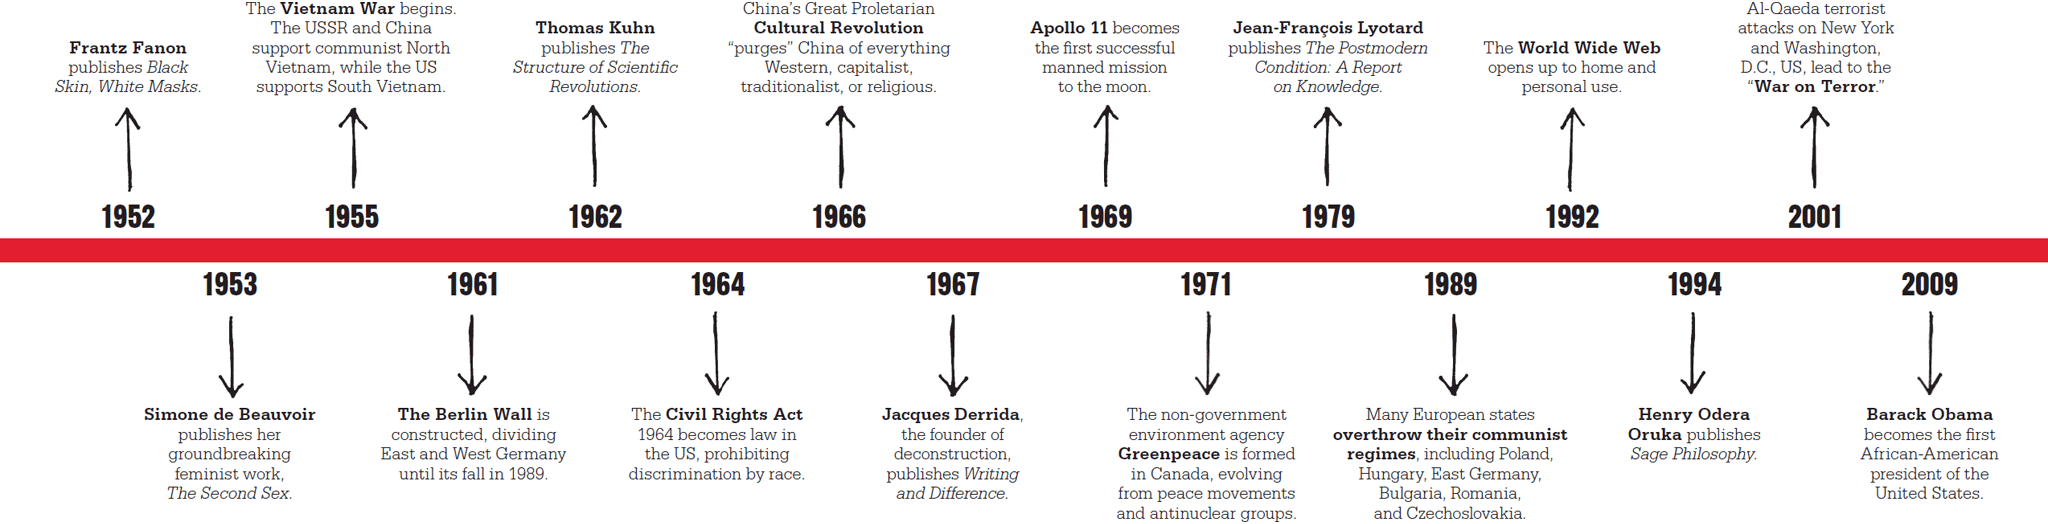 Frantz Fanon
publishes Black
Skin, White Masks.
The Vietnam War begins.
The USSR and China
support communist North
Vietnam, while the US
supports South Vietnam.
Thomas Kuhn
publishes The
Structure of Scientific
Revolutions.
China's Great Proletarian
Cultural Revolution
“purges” China of everything
Western, capitalist,
traditionalist, or religious.
Apollo 11 becomes
the first successful
manned mission
to the moon.
Jean-François Lyotard
publishes The Postmodern
Condition: A Report
on Knowledge.
The World Wide Web
opens up to home and
personal use.
Al-Qaeda terrorist
attacks on New York
and Washington,
D.C., US, lead to the
“War on Terror.”
1952
1955
1962
1966
1969
1979
1992
2001
1953
1961
1964
1967
1971
1989
1994
2009
Simone de Beauvoir
publishes her
groundbreaking
feminist work,
The Second Sex.
The Berlin Wall is
constructed, dividing
East and West Germany
until its fall in 1989.
The Civil Rights Act
1964 becomes law in
the US, prohibiting
discrimination by race.
Jacques Derrida,
the founder of
deconstruction,
publishes Writing
and Difference.
The non-government
environment agency
Greenpeace is formed
in Canada, evolving
from peace movements
and antinuclear groups.
Many European states
overthrow their communist
regimes, including Poland,
Hungary, East Germany,
Bulgaria, Romania,
and Czechoslovakia.
Henry Odera
Oruka publishes
Sage Philosophy.
Barack Obama
becomes the first
African-American
president of the
United States.